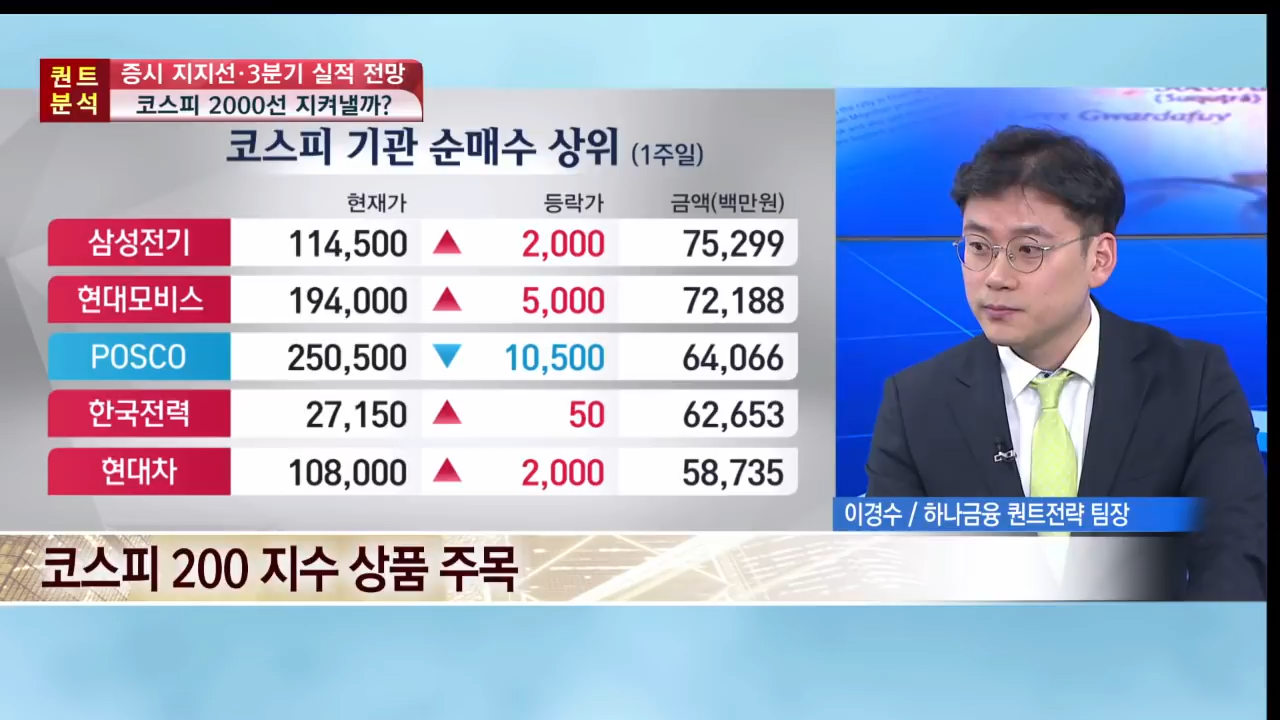 퀀트
분석
증시 지지선·3분기 실적 전망
코스피 2000선 지켜낼까?
코스피 기관 순매수 상위 (1주일)
현재가 등락가 금액(백만원)
삼성전기 114,500 ▲ 2,000 75,299
현대모비스 194,000 ▲ 5,000 72,188
POSCO 250,500 ▼ 10,500 64,066
한국전력 27,150 ▲ 50 62,653
현대차 108,000 ▲ 2,000 58,735
(Suquṭrá)
Gwardafuy
이경수 / 하나금융 퀀트전략 팀장
코스피 200 지수 상품 주목